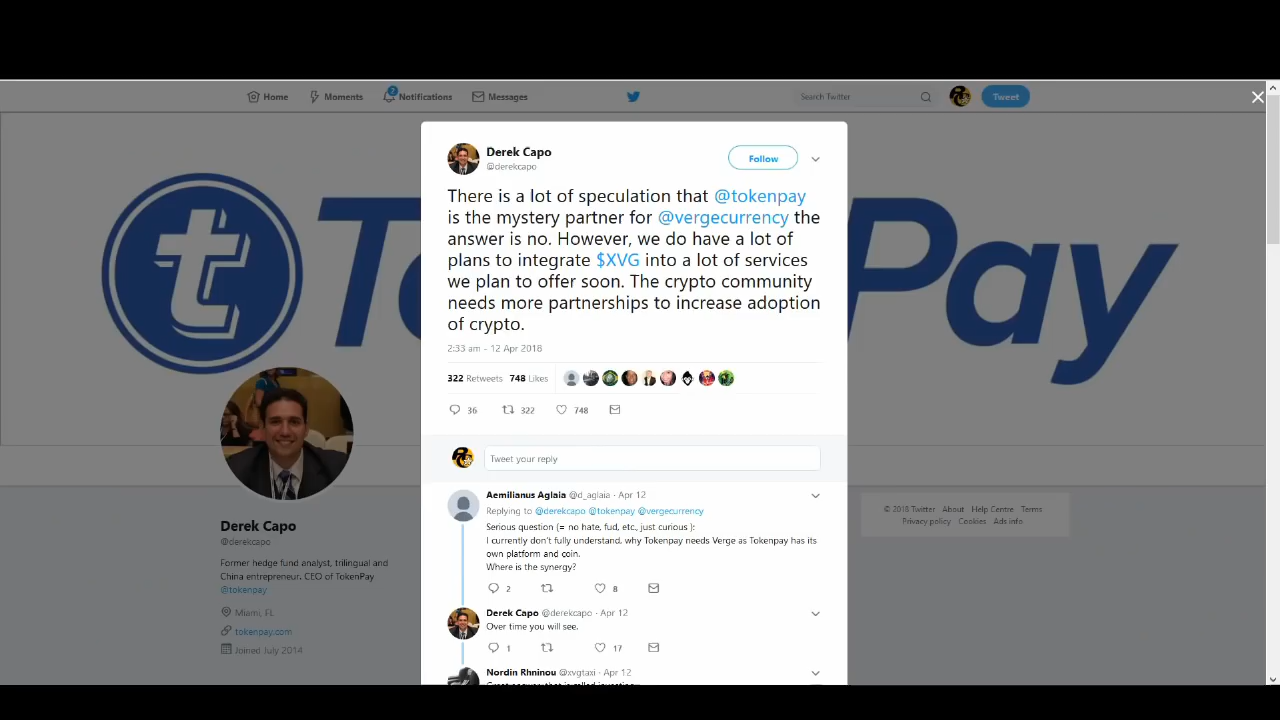 Home
Moments
2
Notifications
Messages
Search Twitter
Tweet
Derek Capo
@derekcapo
Follow
There is a lot of speculation that @tokenpay
is the mystery partner for @vergecurrency the
answer is no. However, we do have a lot of
plans to integrate $XVG into a lot of services
we plan to offer soon. The crypto community
needs more partnerships to increase adoption
of crypto.
2:33 am - 12 Apr 2018
322 Retweets 748 Likes
36 322 748
Tweet your reply
Aemilianus Aglaia @d_aglaia · Apr 12
Replying to @derekcapo @tokenpay @vergecurrency
Serious question (= no hate, fud, etc., just curious ):
I currently don't fully understand, why Tokenpay needs Verge as Tokenpay has its
own platform and coin.
Where is the synergy?
2 8
Derek Capo @derekcapo · Apr 12
Over time you will see.
1 17
Nordin Rhninou @xvgtaxi · Apr 12
t
Pay
Derek Capo
@derekcapo
Former hedge fund analyst, trilingual and
China entrepreneur. CEO of TokenPay
@tokenpay
Miami, FL
tokenpay.com
Joined July 2014
© 2018 Twitter About Help Centre Terms
Privacy policy Cookies Ads info